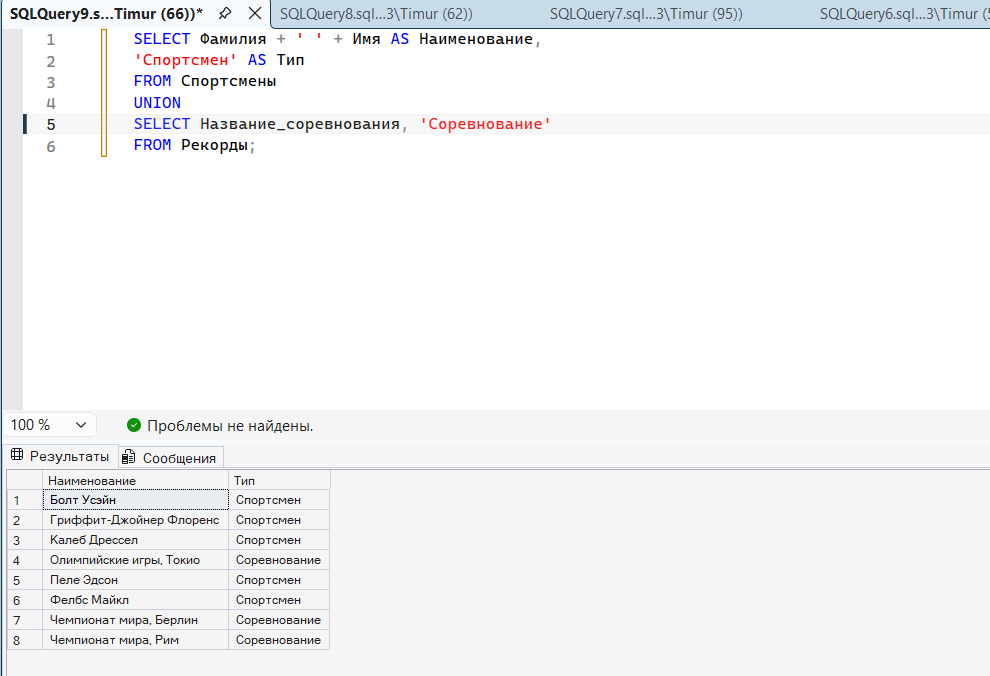 SQLQuery9.s...Timur (66))* SQLQuery8.sql...3\Timur (62)) SQLQuery7.sql...3\Timur (95)) SQLQuery6.sql...3\Timur (5
1 SELECT Фамилия + ' ' + Имя AS Наименование,
2 'Спортсмен' AS Тип
3 FROM Спортсмены
4 UNION
5 SELECT Название_соревнования, 'Соревнование'
6 FROM Рекорды;
100 % Проблемы не найдены.
Результаты Сообщения
Наименование Тип
1 Болт Усэйн Спортсмен
2 Гриффит-Джойнер Флоренс Спортсмен
3 Калеб Дрессел Спортсмен
4 Олимпийские игры, Токио Соревнование
5 Пеле Эдсон Спортсмен
6 Фелбс Майкл Спортсмен
7 Чемпионат мира, Берлин Соревнование
8 Чемпионат мира, Рим Соревнование